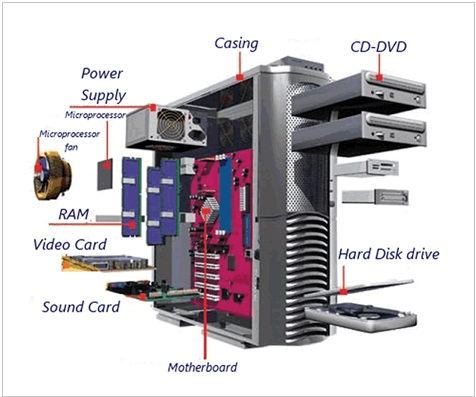 Casing
CD-DVD
Power
Supply
Microprocessor
Microprocessor
fan
RAM
Video Card
Hard Disk drive
Sound Card
Motherboard